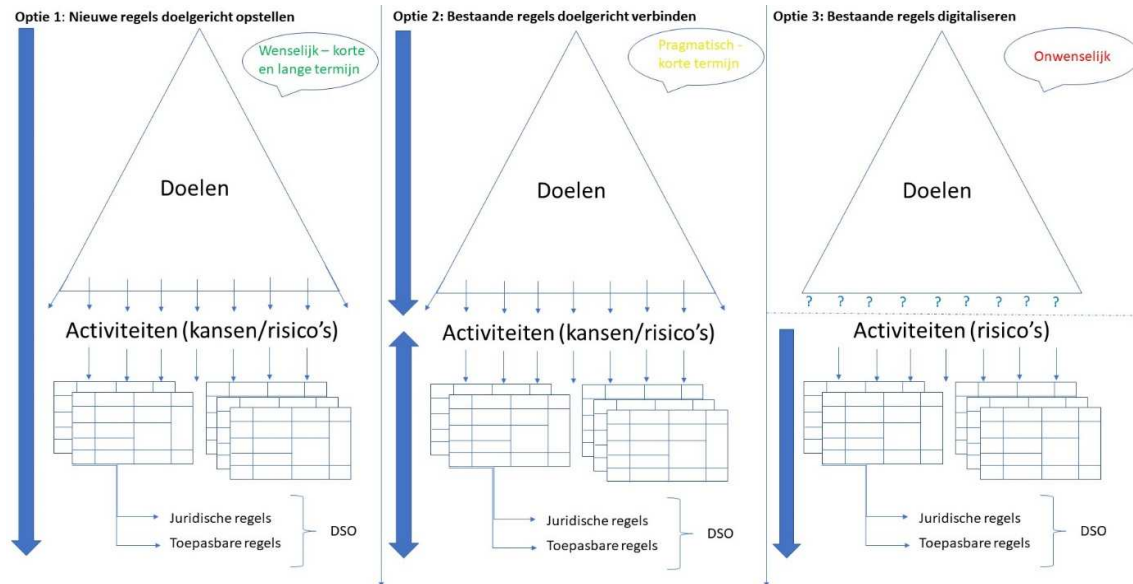 Optie 1: Nieuwe regels doelgericht opstellen
Wenselijk – korte
en lange termijn
Doelen
Activiteiten (kansen/risico’s)
Juridische regels
Toepasbare regels
DSO
Optie 2: Bestaande regels doelgericht verbinden
Pragmatisch -
korte termijn
Doelen
Activiteiten (kansen/risico’s)
Juridische regels
Toepasbare regels
DSO
Optie 3: Bestaande regels digitaliseren
Onwenselijk
Doelen
? ? ? ? ? ? ? ? ?
Activiteiten (risico’s)
Juridische regels
Toepasbare regels
DSO